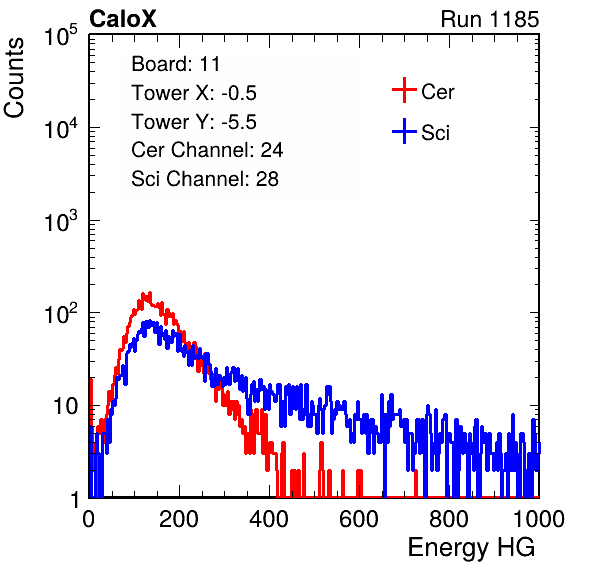 CaloX Run 1185
Counts
10^5
10^4
10^3
10^2
10
1
Board: 11
Tower X: -0.5
Tower Y: -5.5
Cer Channel: 24
Sci Channel: 28
Cer
Sci
0 200 400 600 800 1000
Energy HG